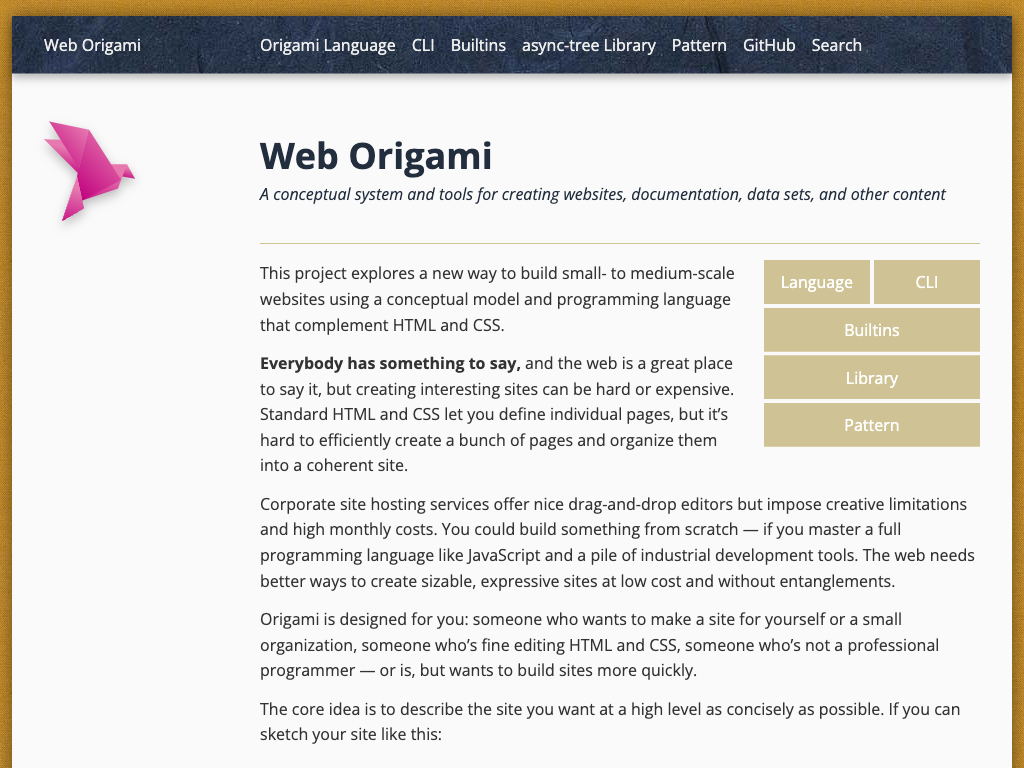 Web Origami
Origami Language CLI Builtins async-tree Library Pattern GitHub Search
Web Origami
A conceptual system and tools for creating websites, documentation, data sets, and other content
This project explores a new way to build small- to medium-scale
websites using a conceptual model and programming language
that complement HTML and CSS.
Everybody has something to say, and the web is a great place
to say it, but creating interesting sites can be hard or expensive.
Standard HTML and CSS let you define individual pages, but it’s
hard to efficiently create a bunch of pages and organize them
into a coherent site.
Language CLI
Builtins
Library
Pattern
Corporate site hosting services offer nice drag-and-drop editors but impose creative limitations
and high monthly costs. You could build something from scratch — if you master a full
programming language like JavaScript and a pile of industrial development tools. The web needs
better ways to create sizable, expressive sites at low cost and without entanglements.
Origami is designed for you: someone who wants to make a site for yourself or a small
organization, someone who’s fine editing HTML and CSS, someone who’s not a professional
programmer — or is, but wants to build sites more quickly.
The core idea is to describe the site you want at a high level as concisely as possible. If you can
sketch your site like this: